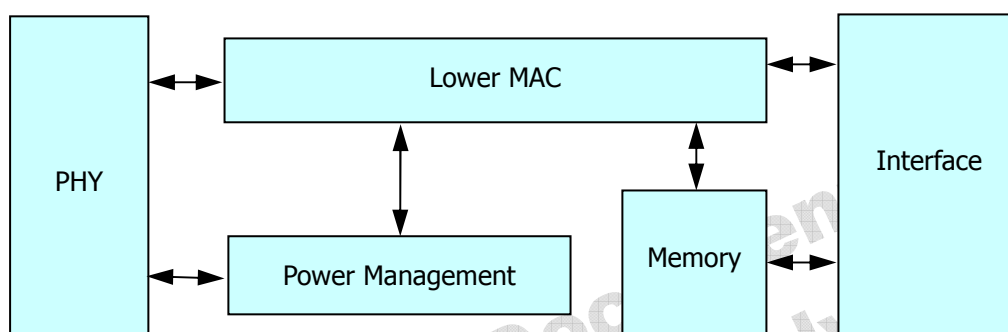 Lower MAC
PHY
Interface
Memory
Power Management